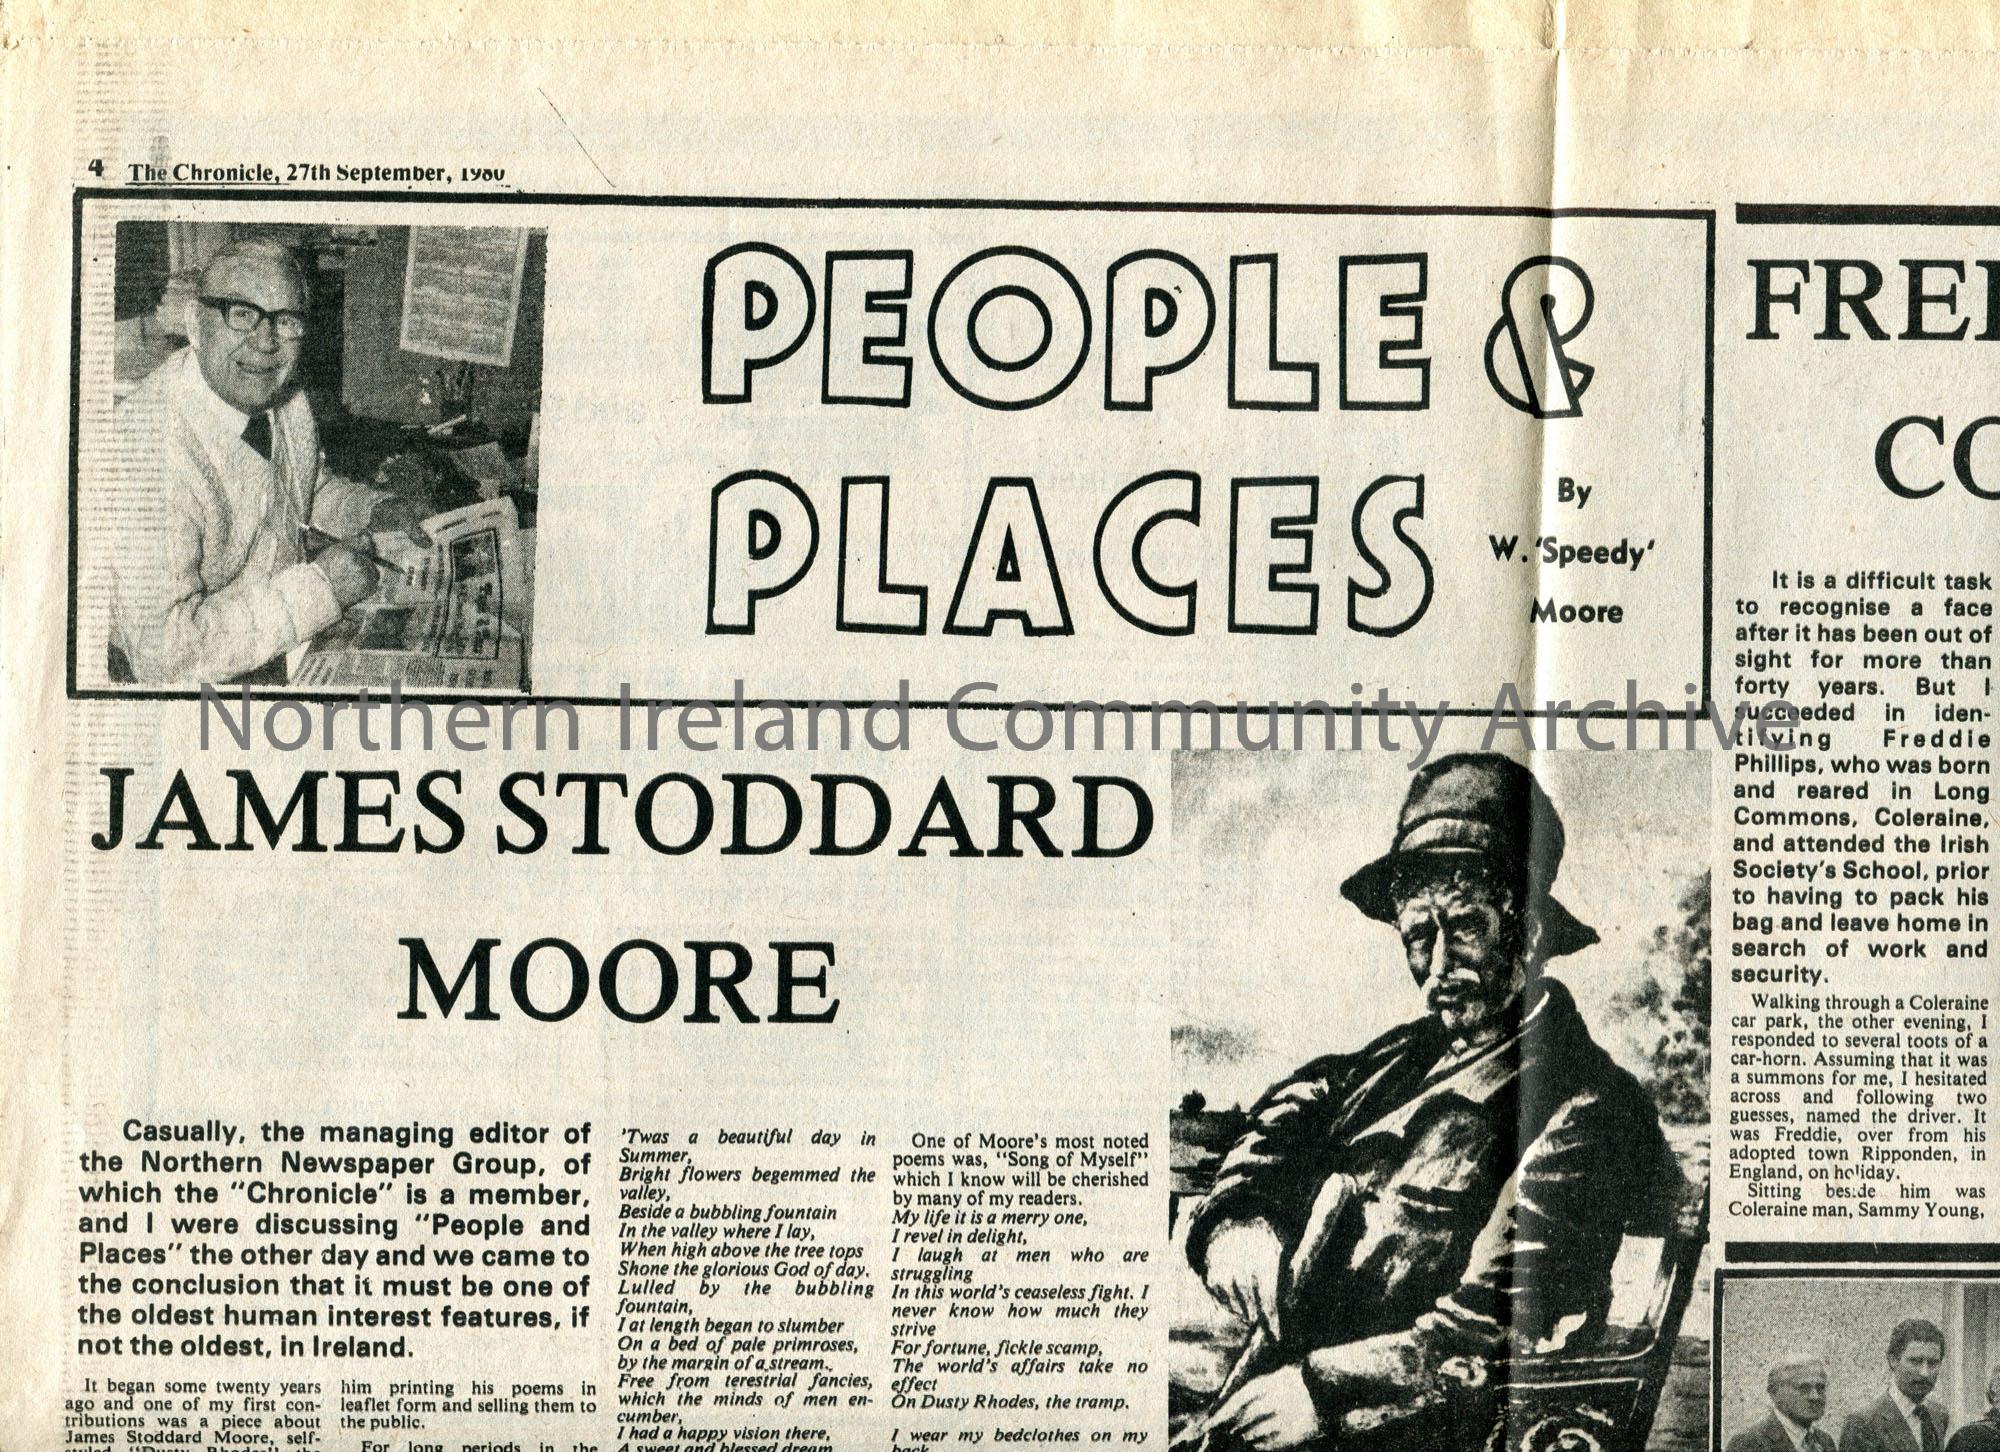 4 The Chronicle, 27th September, 1980
PEOPLE &
PLACES
By
W. 'Speedy'
Moore
Northern Ireland Community Archive
JAMES STODDARD
MOORE
Casually, the managing editor of
the Northern Newspaper Group, of
which the "Chronicle" is a member,
and I were discussing "People and
Places" the other day and we came to
the conclusion that it must be one of
the oldest human interest features, if
not the oldest, in Ireland.
It began some twenty years
ago and one of my first con-
tributions was a piece about
James Stoddard Moore, self-
styled "Dusty Rhodes" the
him printing his poems in
leaflet form and selling them to
the public.
For long periods in the
'Twas a beautiful day in
Summer,
Bright flowers begemmed the
valley,
Beside a bubbling fountain
In the valley where I lay,
When high above the tree tops
Shone the glorious God of day.
Lulled by the bubbling
fountain,
I at length began to slumber
On a bed of pale primroses,
by the margin of a stream.
Free from terestrial fancies,
which the minds of men en-
cumber,
I had a happy vision there,
A sweet and blessed dream
One of Moore's most noted
poems was, "Song of Myself"
which I know will be cherished
by many of my readers.
My life it is a merry one,
I revel in delight,
I laugh at men who are
struggling
In this world's ceaseless fight. I
never know how much they
strive
For fortune, fickle scamp,
The world's affairs take no
effect
On Dusty Rhodes, the tramp.
I wear my bedclothes on my
back
FRE
CO
It is a difficult task
to recognise a face
after it has been out of
sight for more than
forty years. But I
succeeded in iden-
tifying Freddie
Phillips, who was born
and reared in Long
Commons, Coleraine,
and attended the Irish
Society's School, prior
to having to pack his
bag and leave home in
search of work and
security.
Walking through a Coleraine
car park, the other evening, I
responded to several toots of a
car-horn. Assuming that it was
a summons for me, I hesitated
across and following two
guesses, named the driver. It
was Freddie, over from his
adopted town Ripponden, in
England, on holiday.
Sitting beside him was
Coleraine man, Sammy Young,